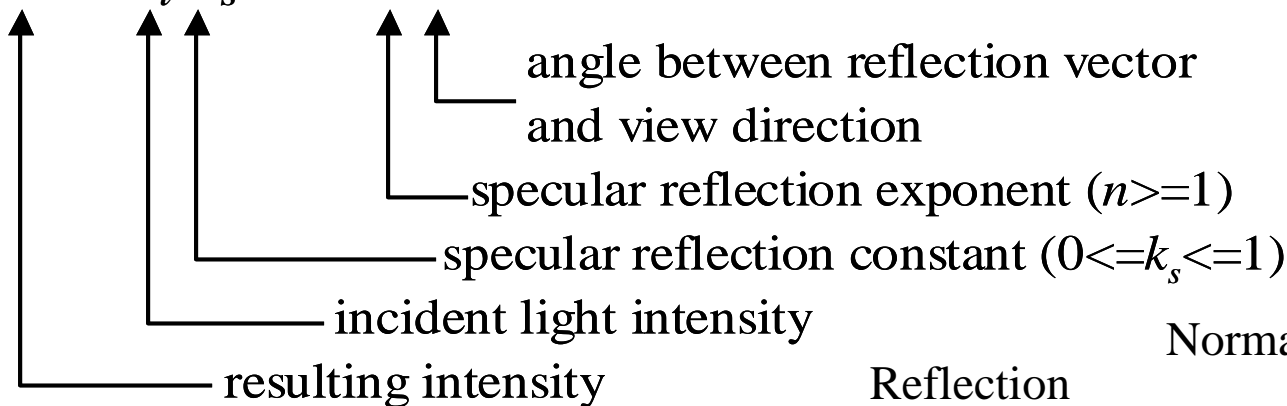 angle between reflection vector
and view direction
specular reflection exponent (n>=1)
specular reflection constant (0<=kₛ<=1)
incident light intensity
resulting intensity
Reflection